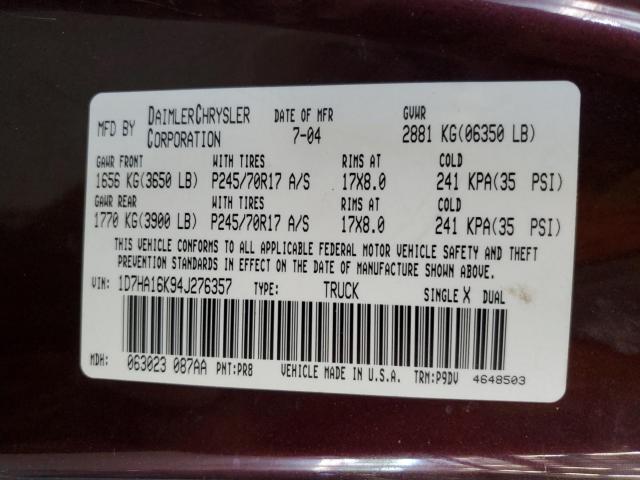 MFD BY DAIMLERCHRYSLER CORPORATION DATE OF MFR 7-04 GVWR 2881 KG(06350 LB)
GAWR FRONT WITH TIRES RIMS AT COLD
1656 KG(3650 LB) P245/70R17 A/S 17X8.0 241 KPA(35 PSI)
GAWR REAR WITH TIRES RIMS AT COLD
1770 KG(3900 LB) P245/70R17 A/S 17X8.0 241 KPA(35 PSI)
THIS VEHICLE CONFORMS TO ALL APPLICABLE FEDERAL MOTOR VEHICLE SAFETY AND THEFT
PREVENTION STANDARDS IN EFFECT ON THE DATE OF MANUFACTURE SHOWN ABOVE.
VIN: 1D7HA16K94J276357 TYPE: TRUCK SINGLE X DUAL
MDH: 063023 087AA PNT:PR8 VEHICLE MADE IN U.S.A. TRN:P9DV 4648503